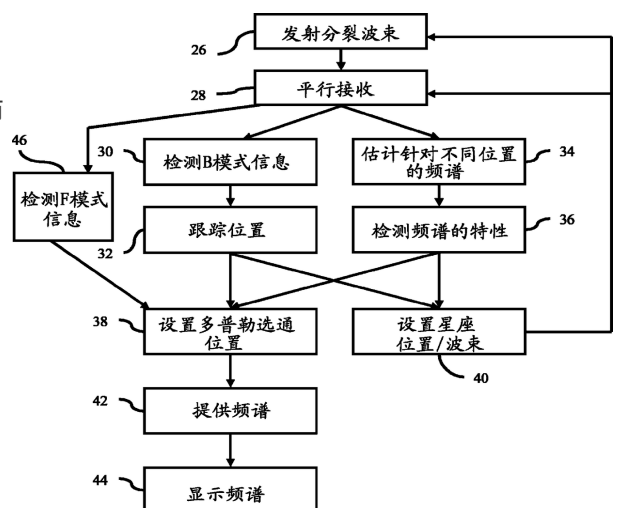 26
发射分裂波束
28
平行接收
46
检测F模式
信息
30
检测B模式信息
估计针对不同位置
的频谱
34
32
跟踪位置
检测频谱的特性
36
38
设置多普勒选通
位置
设置星座
位置/波束
40
42
提供频谱
44
显示频谱